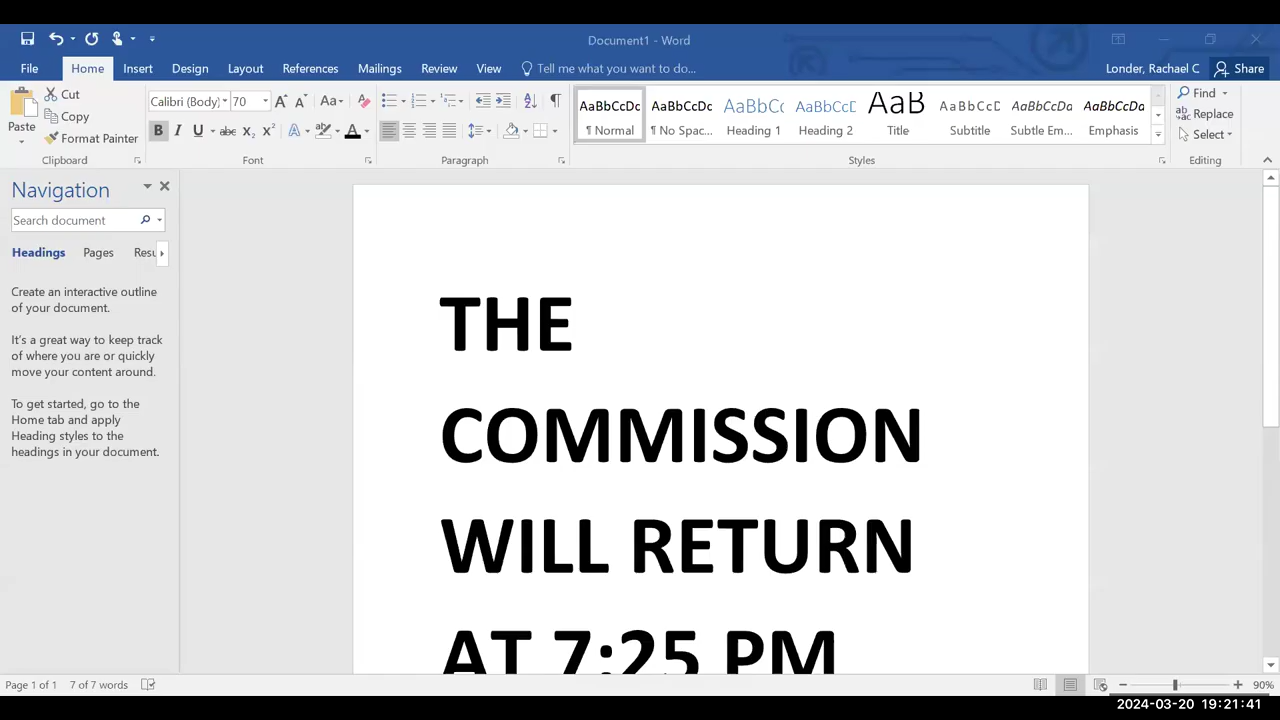 Document1 - Word
File Home Insert Design Layout References Mailings Review View Tell me what you want to do... Londer, Rachael C Share
Paste
Cut
Copy
Format Painter
Clipboard
Calibri (Body) 70 Aa
B I U abc X2 X2 A A
Font
Paragraph
AaBbCcDc AaBbCcDc AaBbCc AaBbCcD AaB AaBbCcD AaBbCcDc AaBbCcDa
¶ Normal ¶ No Spac... Heading 1 Heading 2 Title Subtitle Subtle Em... Emphasis
Styles
Find
Replace
Select
Editing
Navigation
Search document
Headings Pages Resu
Create an interactive outline
of your document.
It's a great way to keep track
of where you are or quickly
move your content around.
To get started, go to the
Home tab and apply
Heading styles to the
headings in your document.
THE
COMMISSION
WILL RETURN
AT 7:25 PM
Page 1 of 1 7 of 7 words 90%
2024-03-20 19:21:41